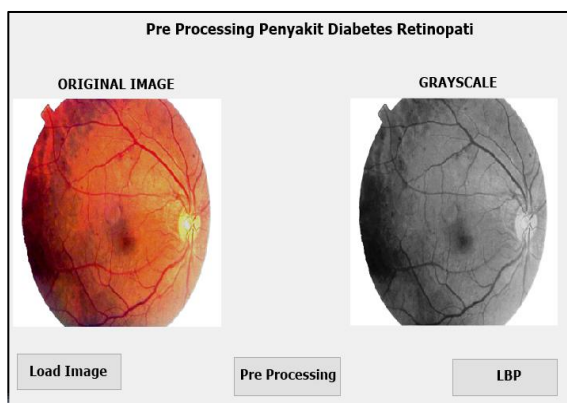 Pre Processing Penyakit Diabetes Retinopati
ORIGINAL IMAGE
GRAYSCALE
Load Image
Pre Processing
LBP